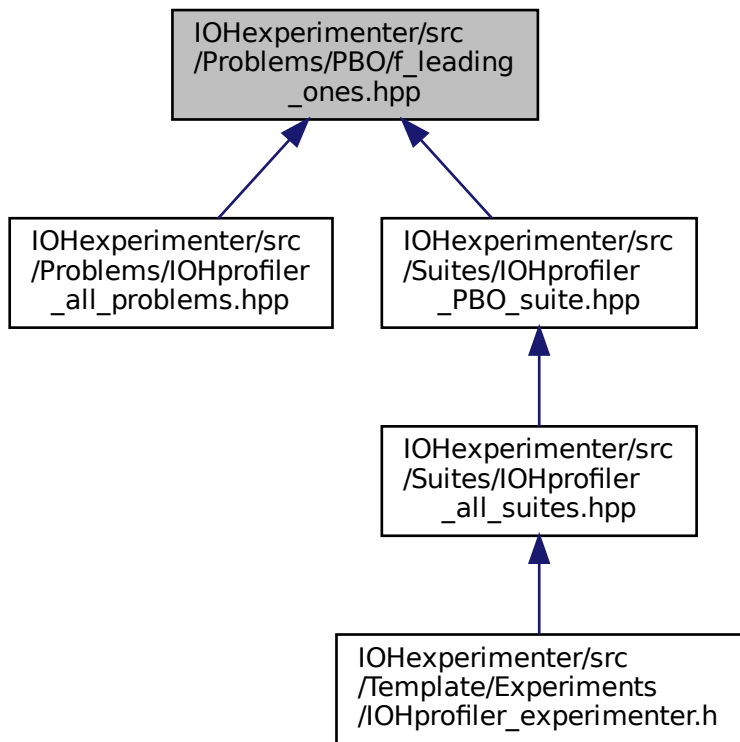 IOHexperimenter/src
/Problems/PBO/f_leading
_ones.hpp
IOHexperimenter/src
/Problems/IOHprofiler
_all_problems.hpp
IOHexperimenter/src
/Suites/IOHprofiler
_PBO_suite.hpp
IOHexperimenter/src
/Suites/IOHprofiler
_all_suites.hpp
IOHexperimenter/src
/Template/Experiments
/IOHprofiler_experimenter.h